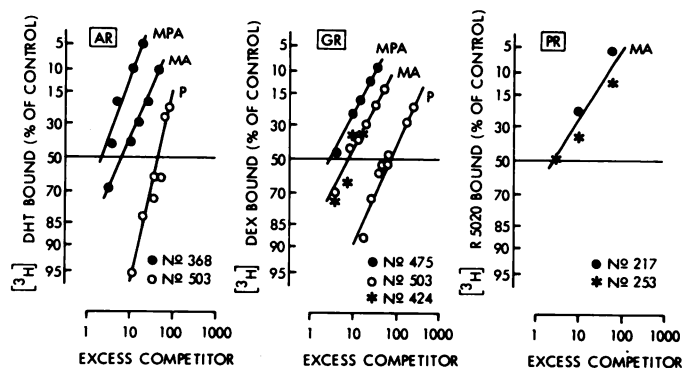 AR
[³H] DHT BOUND (% OF CONTROL)
5
10
15
25
30
50
70
85
90
95
MPA
MA
P
● Nº 368
○ Nº 503
1 10 100 1000
EXCESS COMPETITOR
GR
[³H] DEX BOUND (% OF CONTROL)
5
10
15
25
30
50
70
85
90
95
MPA
MA
P
● Nº 475
○ Nº 503
* Nº 424
1 10 100 1000
EXCESS COMPETITOR
PR
[³H] R 5020 BOUND (% OF CONTROL)
5
10
15
25
30
50
70
85
90
95
MA
● Nº 217
* Nº 253
1 10 100 1000
EXCESS COMPETITOR